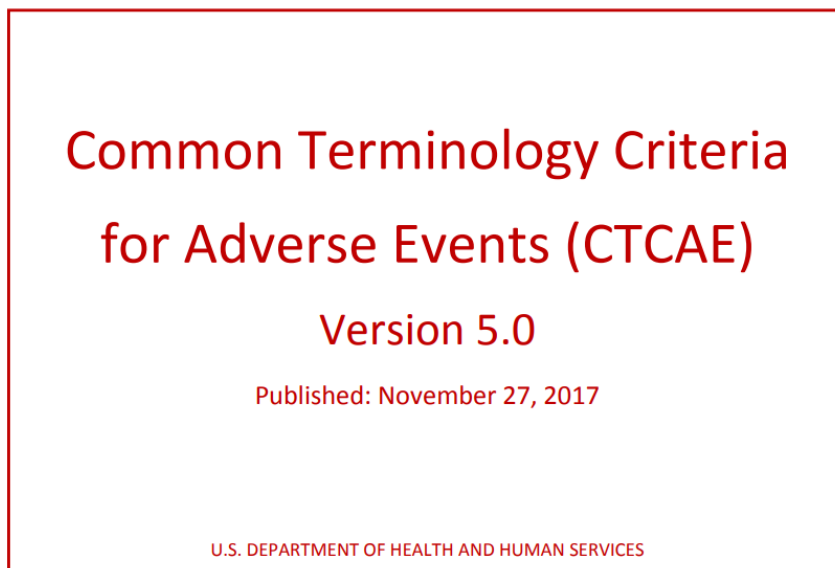 Common Terminology Criteria
for Adverse Events (CTCAE)
Version 5.0
Published: November 27, 2017
U.S. DEPARTMENT OF HEALTH AND HUMAN SERVICES